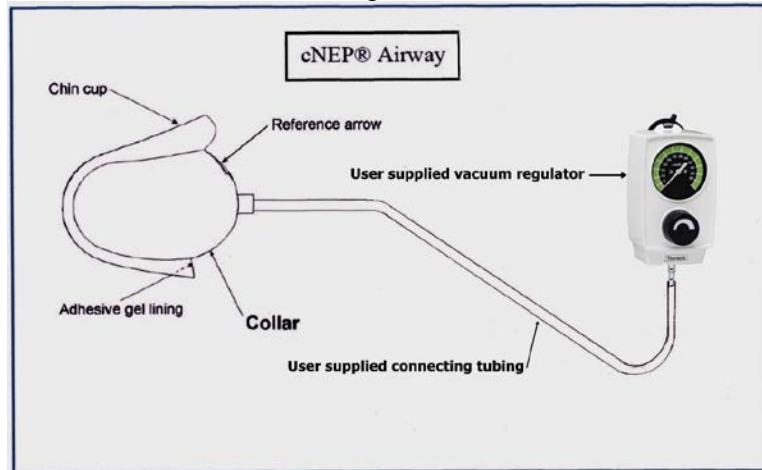 cNEP® Airway
Chin cup
Reference arrow
User supplied vacuum regulator
Adhesive gel lining
Collar
User supplied connecting tubing